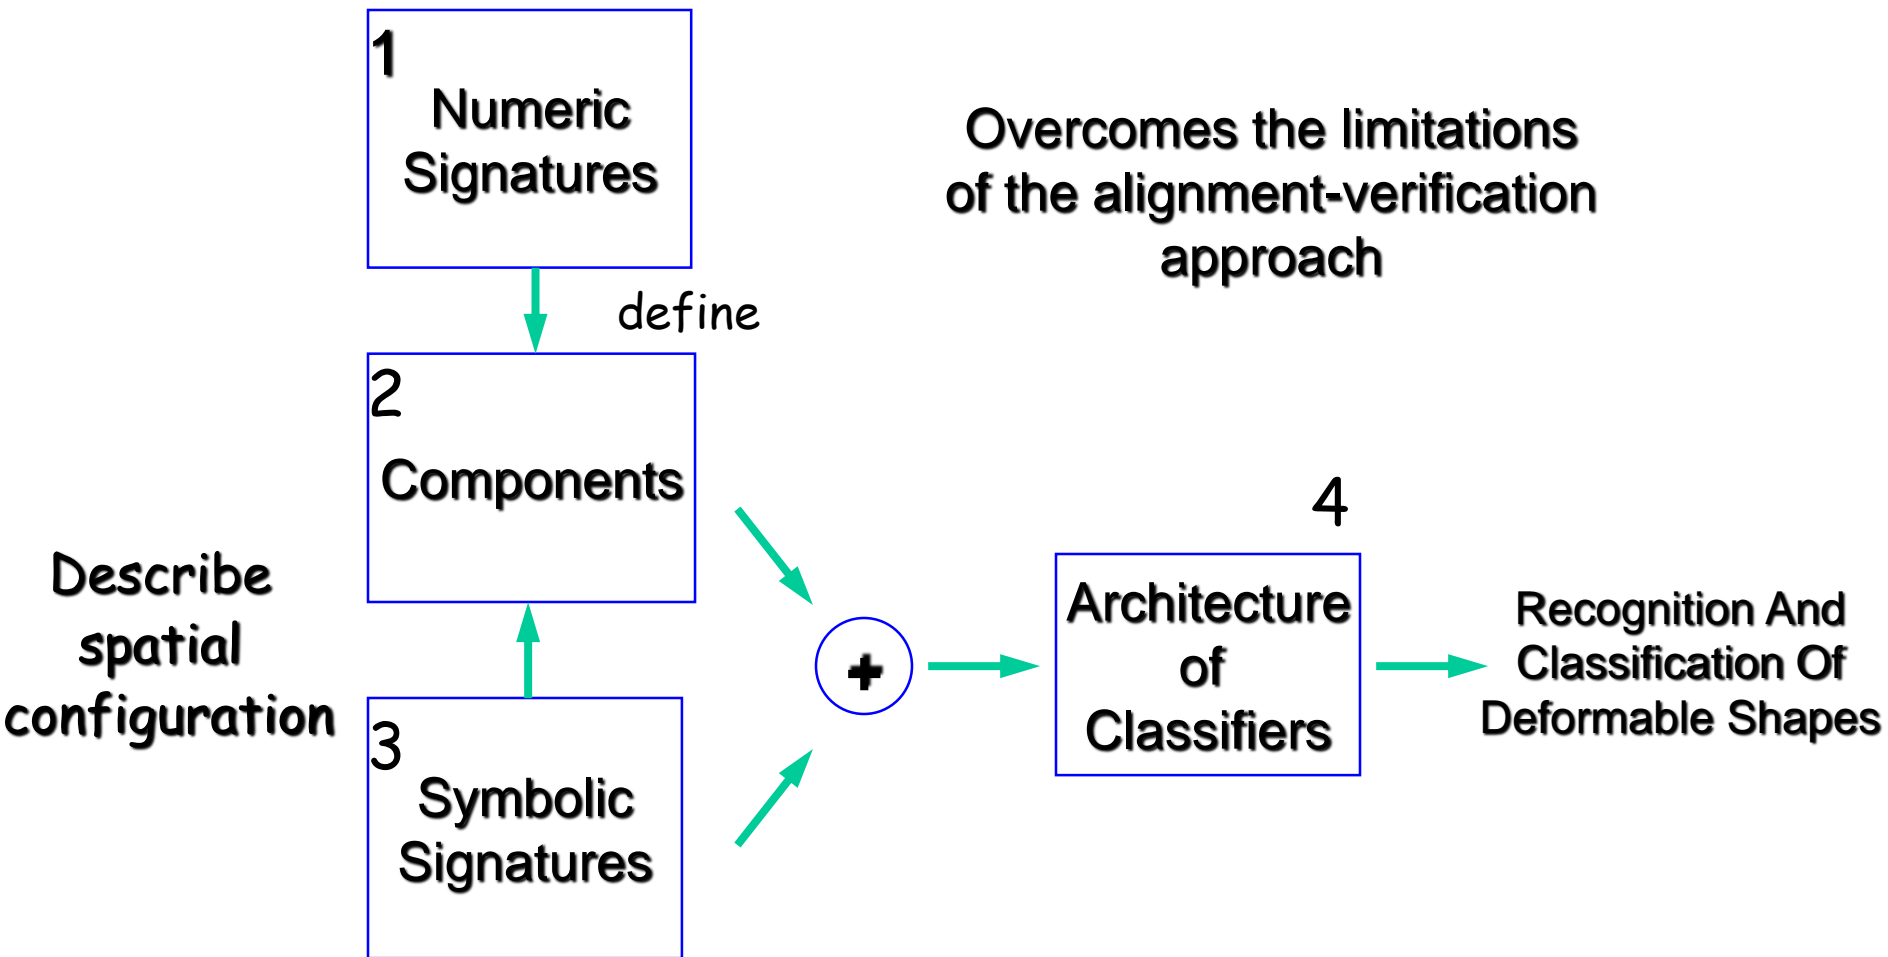 1
Numeric
Signatures
Overcomes the limitations
of the alignment-verification
approach
define
2
Components
Describe
spatial
configuration
3
Symbolic
Signatures
+
4
Architecture
of
Classifiers
Recognition And
Classification Of
Deformable Shapes